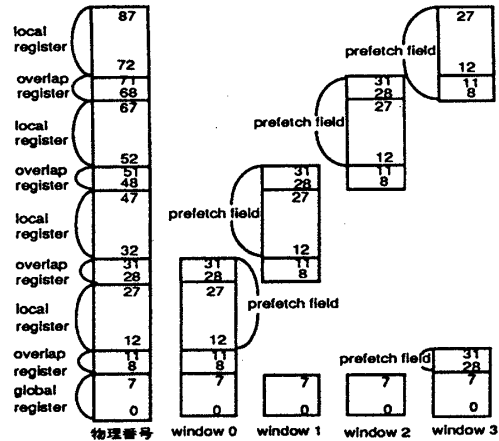 local
register
87
72
overlap
register
71
68
local
register
67
52
overlap
register
51
48
local
register
47
32
overlap
register
31
28
local
register
27
12
overlap
register
11
8
global
register
7
0
物理番号
31
28
27
12
11
8
7
0
prefetch field
window 0
prefetch field
31
28
27
12
11
8
7
0
window 1
prefetch field
31
28
27
12
11
8
7
0
window 2
prefetch field
27
12
11
8
prefetch field
31
28
7
0
window 3